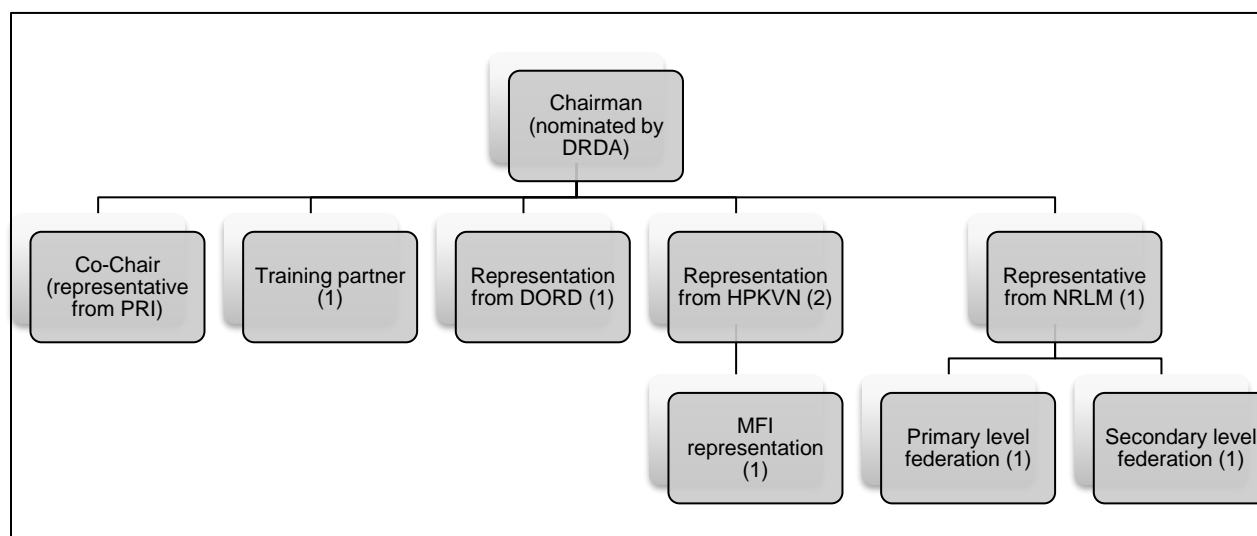 Chairman
(nominated by
DRDA)
Co-Chair
(representative
from PRI)
Training partner
(1)
Representation
from DORD (1)
Representation
from HPKVN (2)
Representative
from NRLM (1)
MFI
representation
(1)
Primary level
federation (1)
Secondary level
federation (1)